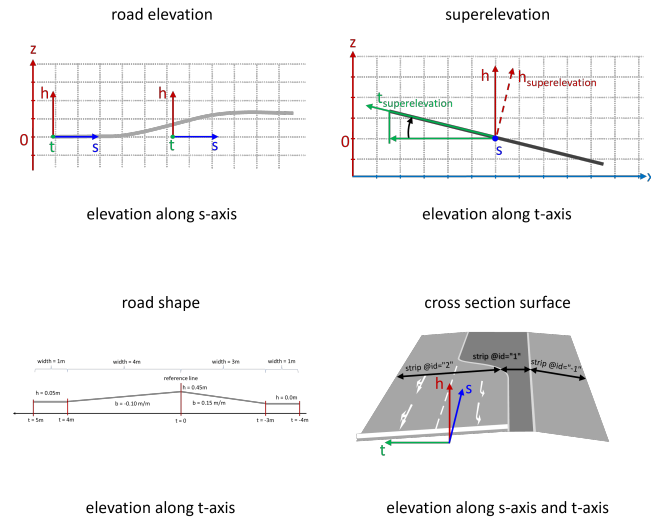 road elevation
superelevation
z
h
h
0
t
s
t
s
z
h
h superelevation
t superelevation
0
s
x
elevation along s-axis
elevation along t-axis
road shape
cross section surface
width = 1m
width = 4m
width = 3m
width = 1m
reference line
h = 0.05m
h = 0.45m
h = 0.0m
b = -0.10 m/m
b = 0.15 m/m
t = 5m
t = 4m
t = 0
t = -3m
t = -4m
strip @id="2"
strip @id="1"
strip @id="-1"
h
s
t
elevation along t-axis
elevation along s-axis and t-axis